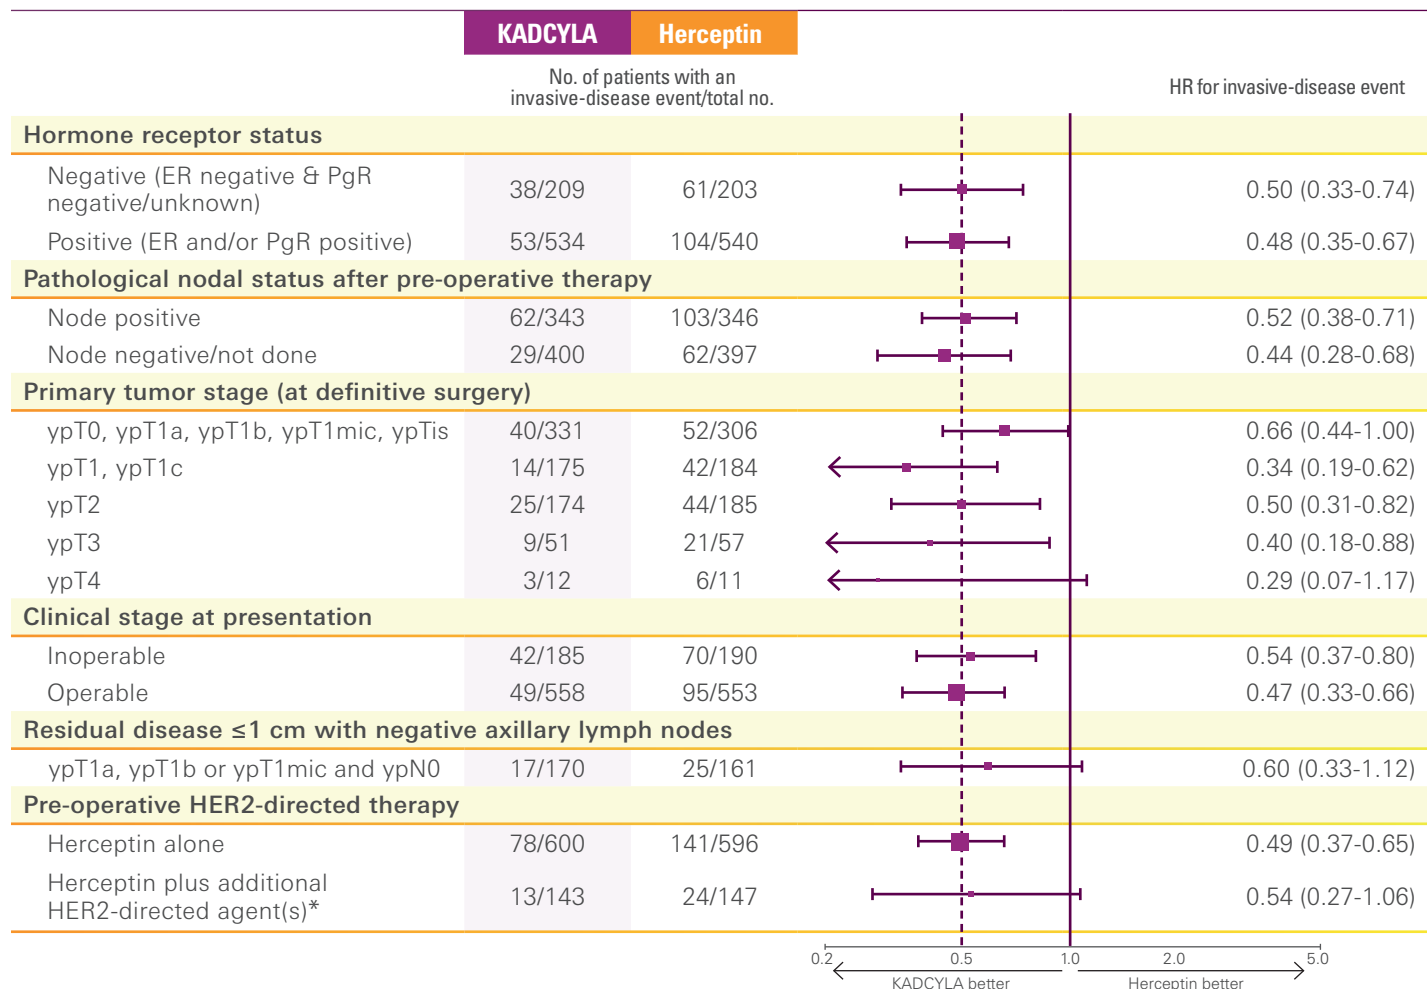 KADCYLA Herceptin
No. of patients with an
invasive-disease event/total no.
HR for invasive-disease event
Hormone receptor status
Negative (ER negative & PgR
negative/unknown) 38/209 61/203 0.50 (0.33-0.74)
Positive (ER and/or PgR positive) 53/534 104/540 0.48 (0.35-0.67)
Pathological nodal status after pre-operative therapy
Node positive 62/343 103/346 0.52 (0.38-0.71)
Node negative/not done 29/400 62/397 0.44 (0.28-0.68)
Primary tumor stage (at definitive surgery)
ypT0, ypT1a, ypT1b, ypT1mic, ypTis 40/331 52/306 0.66 (0.44-1.00)
ypT1, ypT1c 14/175 42/184 0.34 (0.19-0.62)
ypT2 25/174 44/185 0.50 (0.31-0.82)
ypT3 9/51 21/57 0.40 (0.18-0.88)
ypT4 3/12 6/11 0.29 (0.07-1.17)
Clinical stage at presentation
Inoperable 42/185 70/190 0.54 (0.37-0.80)
Operable 49/558 95/553 0.47 (0.33-0.66)
Residual disease ≤1 cm with negative axillary lymph nodes
ypT1a, ypT1b or ypT1mic and ypN0 17/170 25/161 0.60 (0.33-1.12)
Pre-operative HER2-directed therapy
Herceptin alone 78/600 141/596 0.49 (0.37-0.65)
Herceptin plus additional
HER2-directed agent(s)* 13/143 24/147 0.54 (0.27-1.06)
0.2 0.5 1.0 2.0 5.0
KADCYLA better Herceptin better